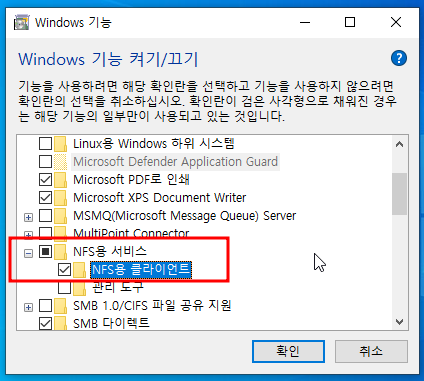 Windows 기능
Windows 기능 켜기/끄기
기능을 사용하려면 해당 확인란을 선택하고 기능을 사용하지 않으려면
확인란의 선택을 취소하십시오. 확인란이 검은 사각형으로 채워진 경우
는 해당 기능의 일부만이 사용되고 있는 것입니다.
Linux용 Windows 하위 시스템
Microsoft Defender Application Guard
Microsoft PDF로 인쇄
Microsoft XPS Document Writer
MSMQ(Microsoft Message Queue) Server
MultiPoint Connector
NFS용 서비스
NFS용 클라이언트
관리 도구
SMB 1.0/CIFS 파일 공유 지원
SMB 다이렉트
확인
취소